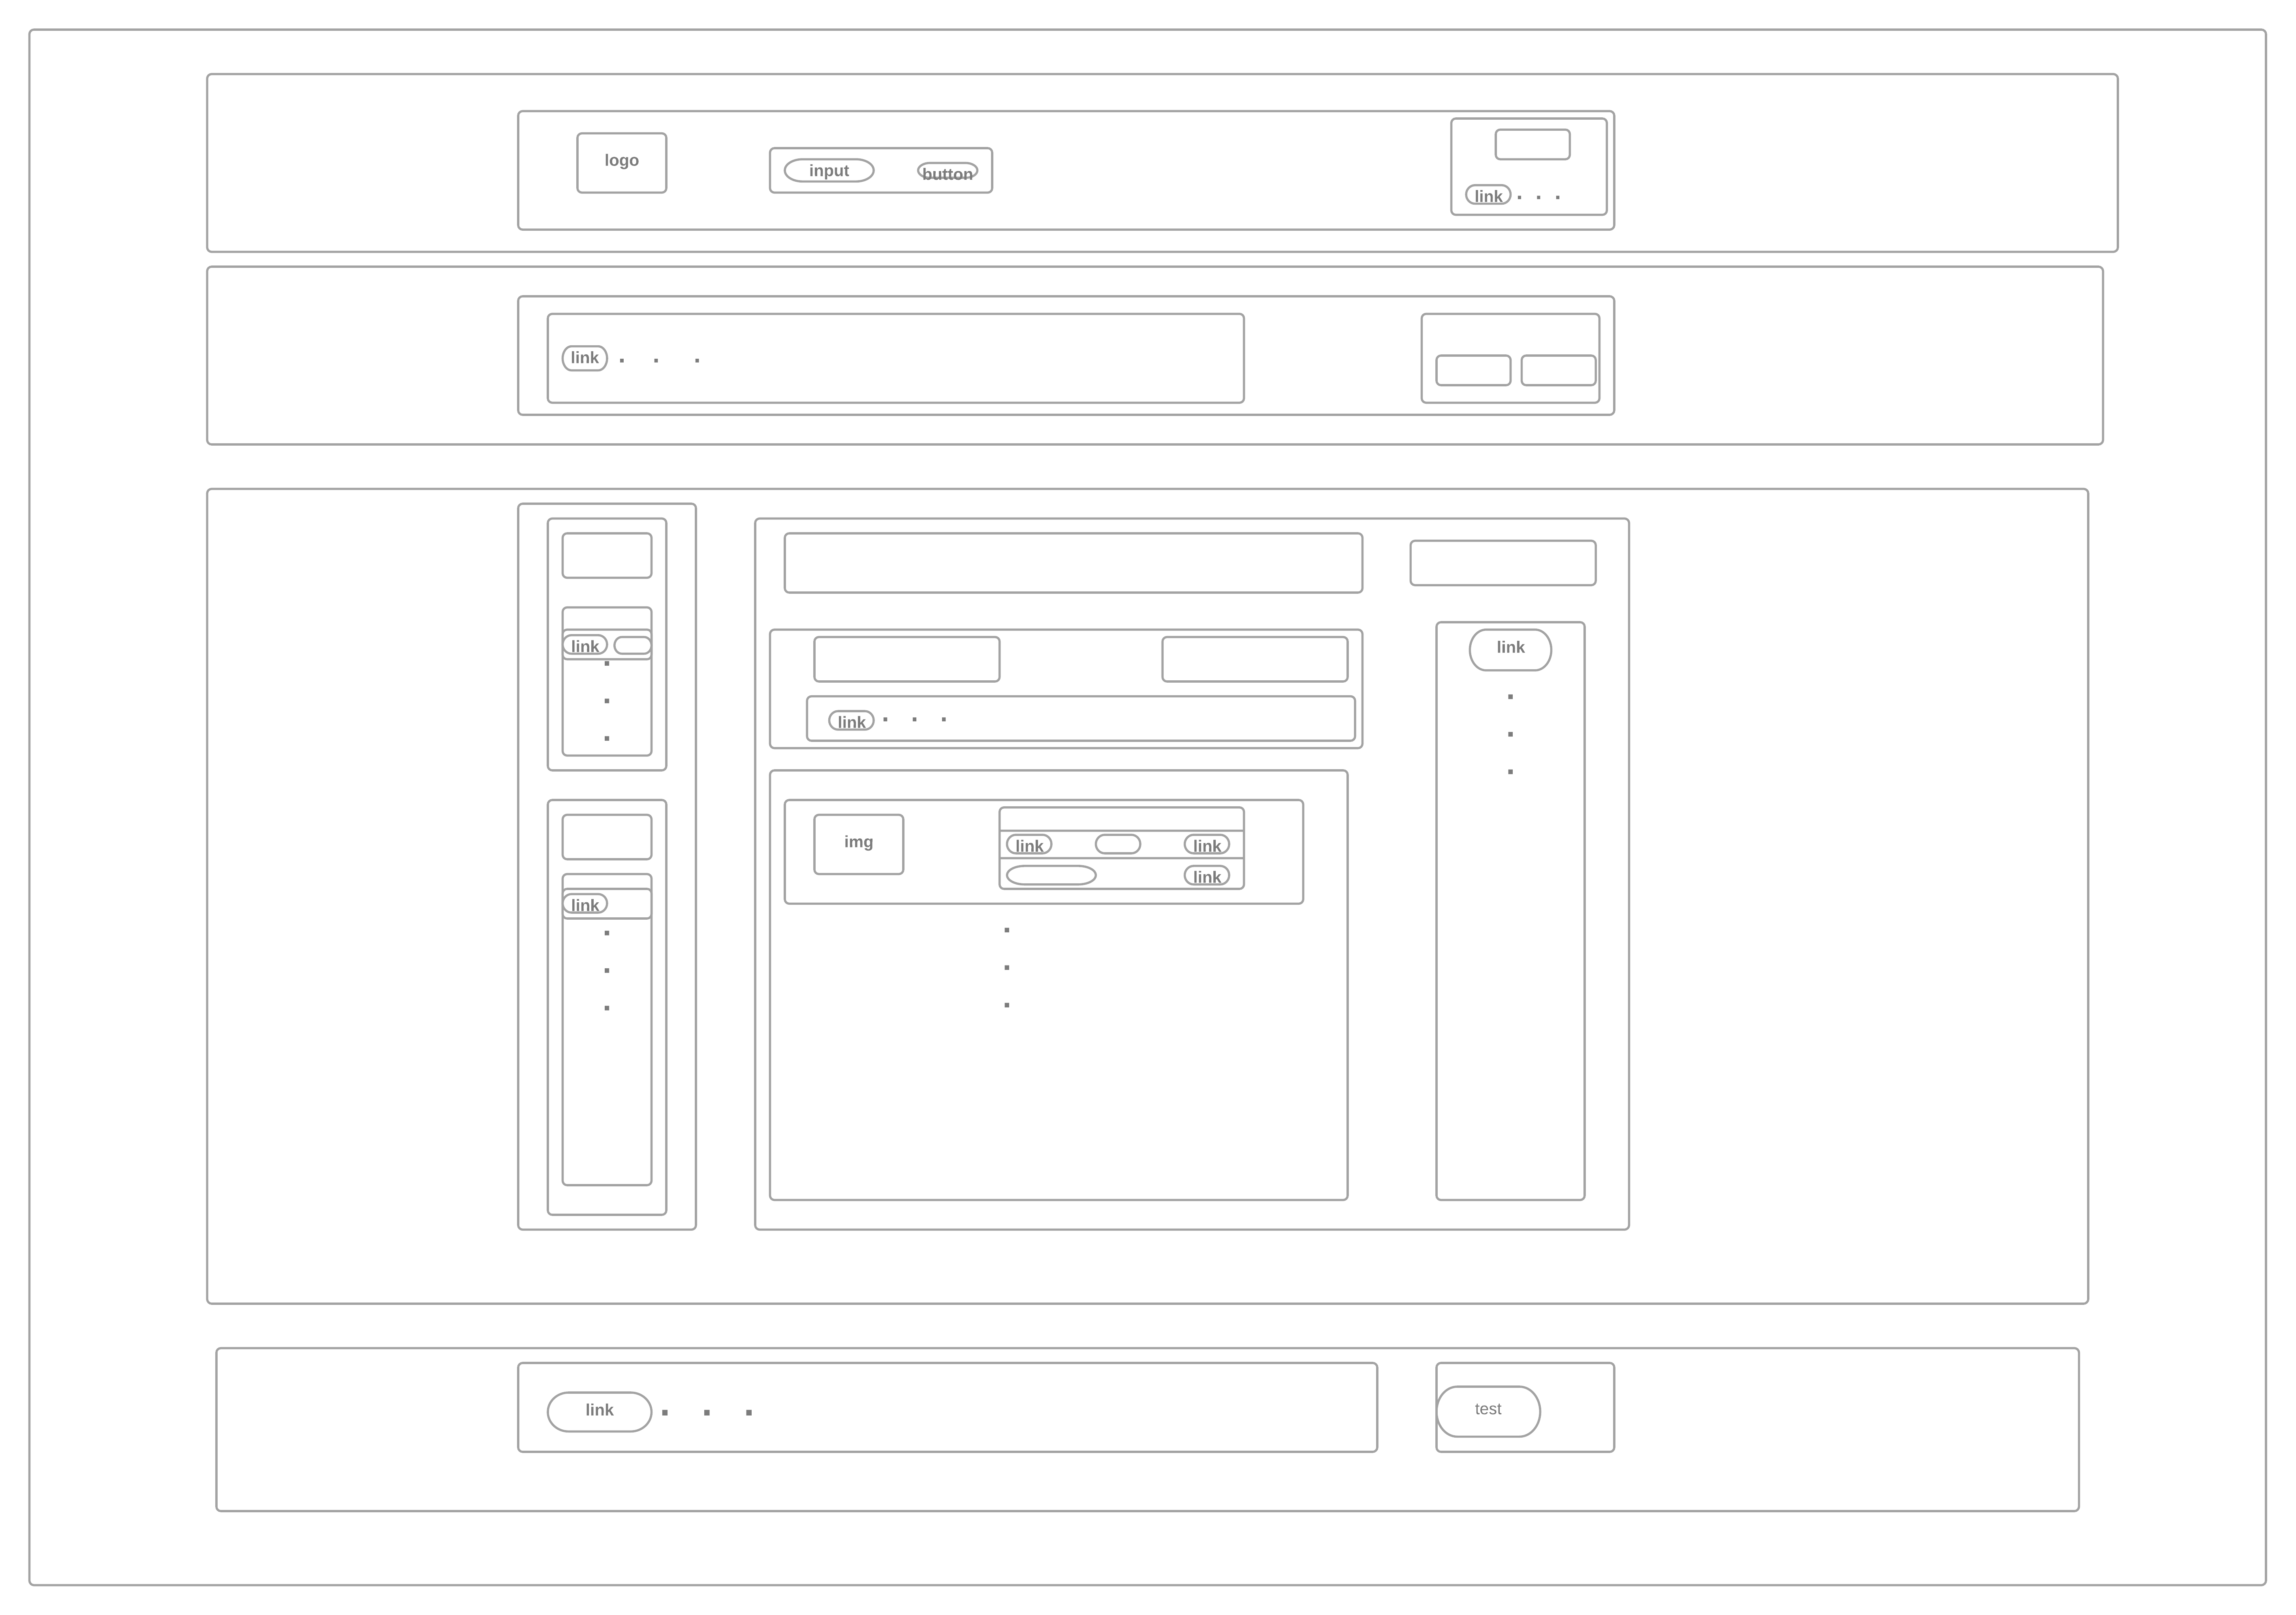 logo
input
button
link . . .
link . . .
link
.
.
.
link
.
.
.
link
.
.
.
link . . .
img
link
link
link
.
.
.
link . . .
test